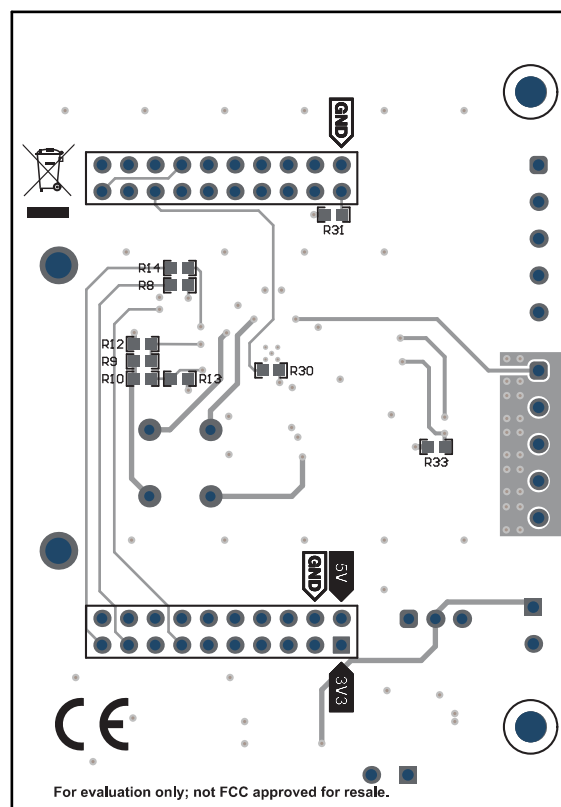 GND
R31
R14
R8
R12
R9
R10
R13
R30
R33
GND
5V
3V3
CE
For evaluation only; not FCC approved for resale.